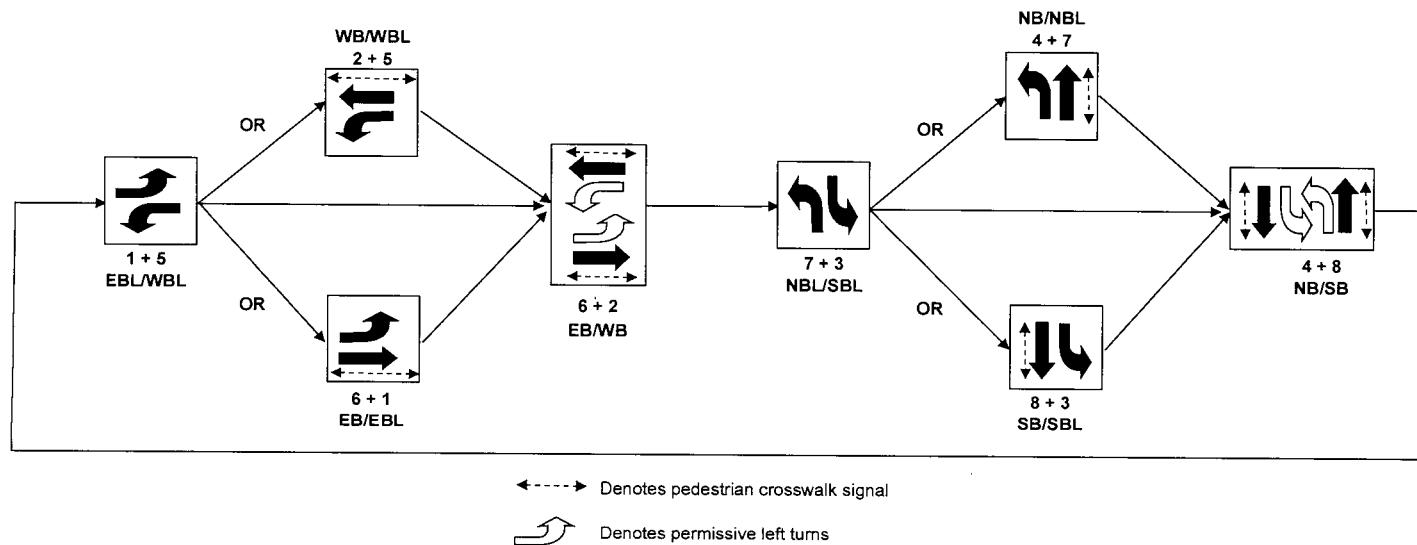 WB/WBL
2 + 5
OR
1 + 5
EBL/WBL
OR
6 + 1
EB/EBL
6 + 2
EB/WB
NB/NBL
4 + 7
OR
7 + 3
NBL/SBL
OR
8 + 3
SB/SBL
4 + 8
NB/SB
Denotes pedestrian crosswalk signal
Denotes permissive left turns